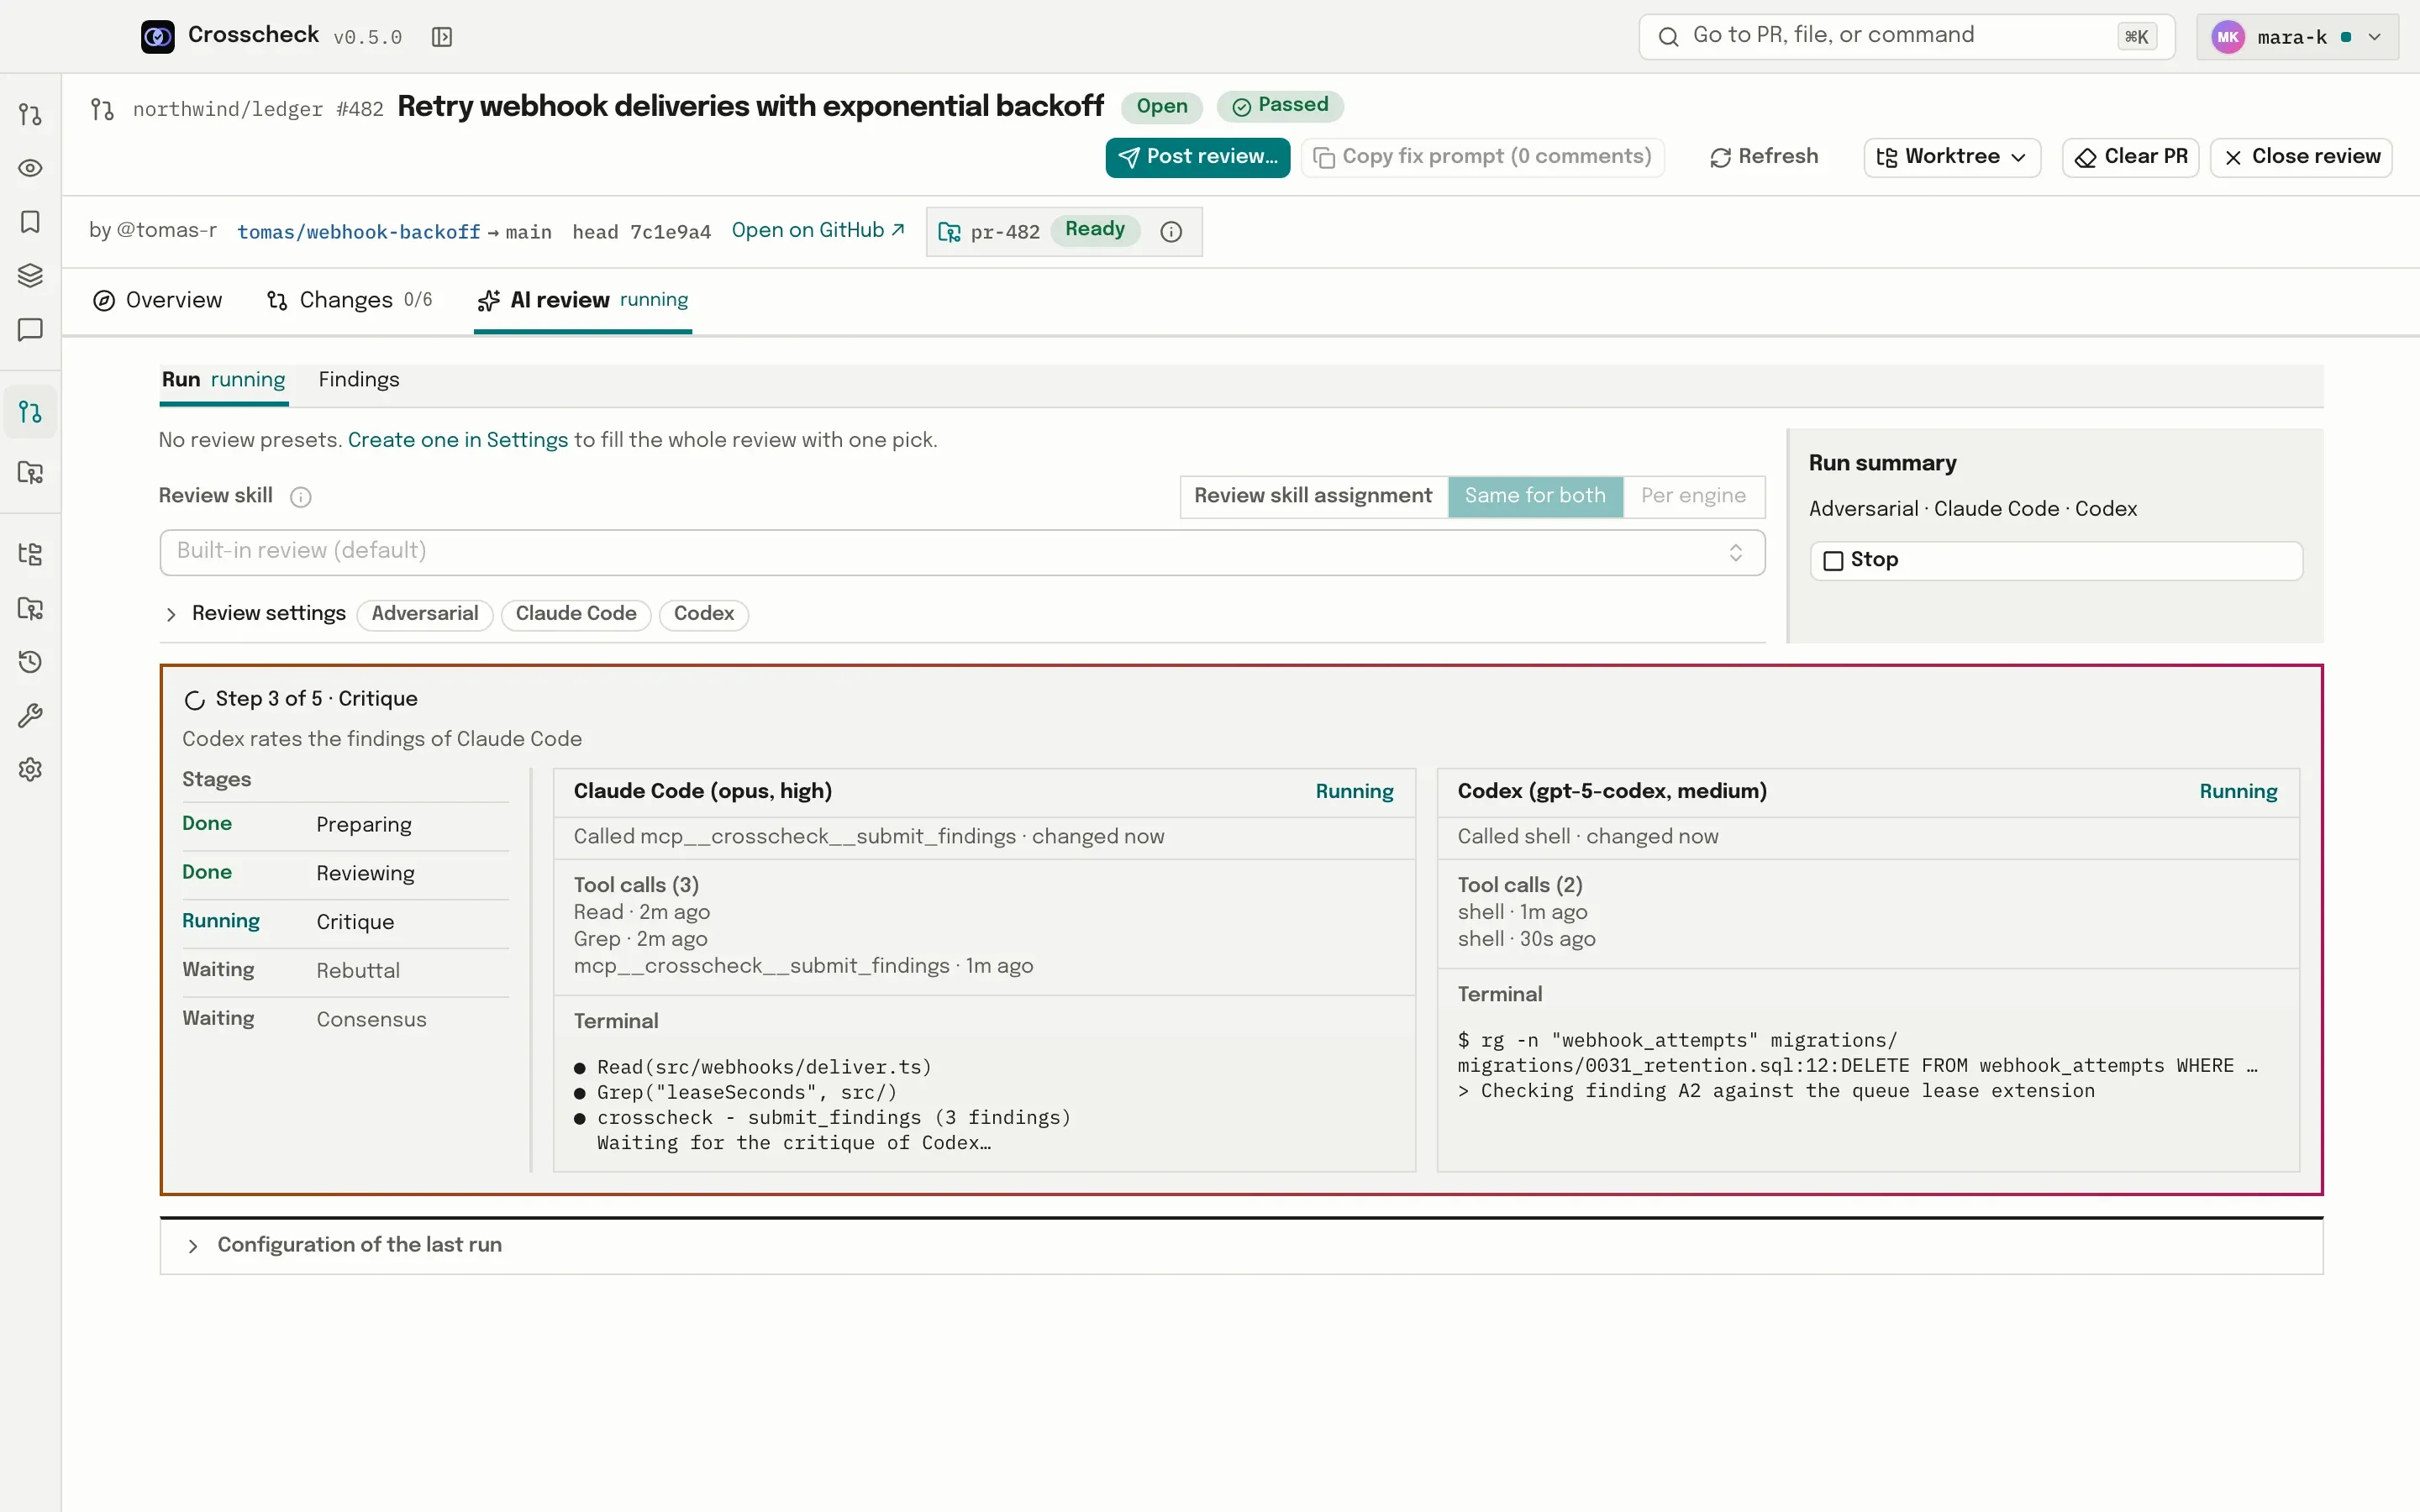 Crosscheck v0.5.0
Go to PR, file, or command ⌘K
MK mara-k
northwind/ledger #482 Retry webhook deliveries with exponential backoff Open Passed
Post review… Copy fix prompt (0 comments) Refresh Worktree Clear PR Close review
by @tomas-r tomas/webhook-backoff → main head 7c1e9a4 Open on GitHub ↗ pr-482 Ready
Overview Changes 0/6 AI review running
Run running Findings
No review presets. Create one in Settings to fill the whole review with one pick.
Review skill Review skill assignment Same for both Per engine
Built-in review (default)
Review settings Adversarial Claude Code Codex
Run summary
Adversarial · Claude Code · Codex
Stop
Step 3 of 5 · Critique
Codex rates the findings of Claude Code
Stages
Done Preparing
Done Reviewing
Running Critique
Waiting Rebuttal
Waiting Consensus
Claude Code (opus, high) Running
Called mcp__crosscheck__submit_findings · changed now
Tool calls (3)
Read · 2m ago
Grep · 2m ago
mcp__crosscheck__submit_findings · 1m ago
Terminal
● Read(src/webhooks/deliver.ts)
● Grep("leaseSeconds", src/)
● crosscheck - submit_findings (3 findings)
Waiting for the critique of Codex…
Codex (gpt-5-codex, medium) Running
Called shell · changed now
Tool calls (2)
shell · 1m ago
shell · 30s ago
Terminal
$ rg -n "webhook_attempts" migrations/
migrations/0031_retention.sql:12:DELETE FROM webhook_attempts WHERE …
> Checking finding A2 against the queue lease extension
Configuration of the last run